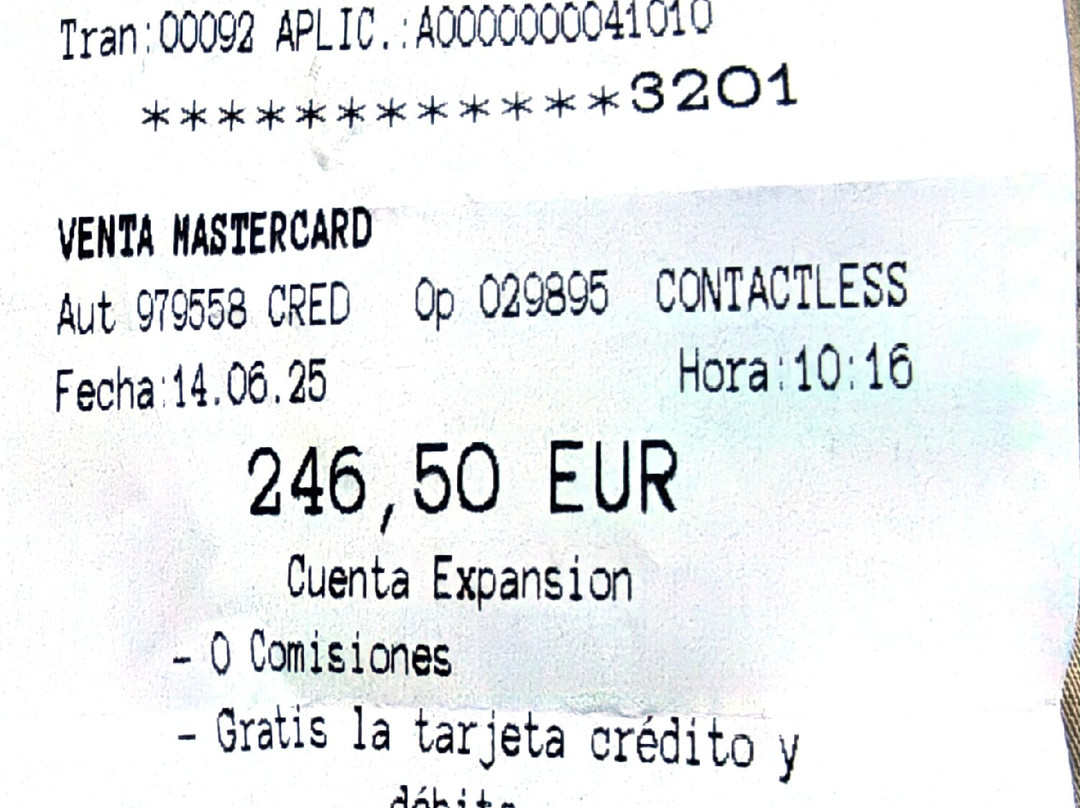 Tran:00092 APLIC.:A0000000041010
************3201
VENTA MASTERCARD
Aut 979558 CRED Op 029895 CONTACTLESS
Fecha:14.06.25 Hora:10:16
246,50 EUR
Cuenta Expansion
- 0 Comisiones
- Gratis la tarjeta crédito y
débito